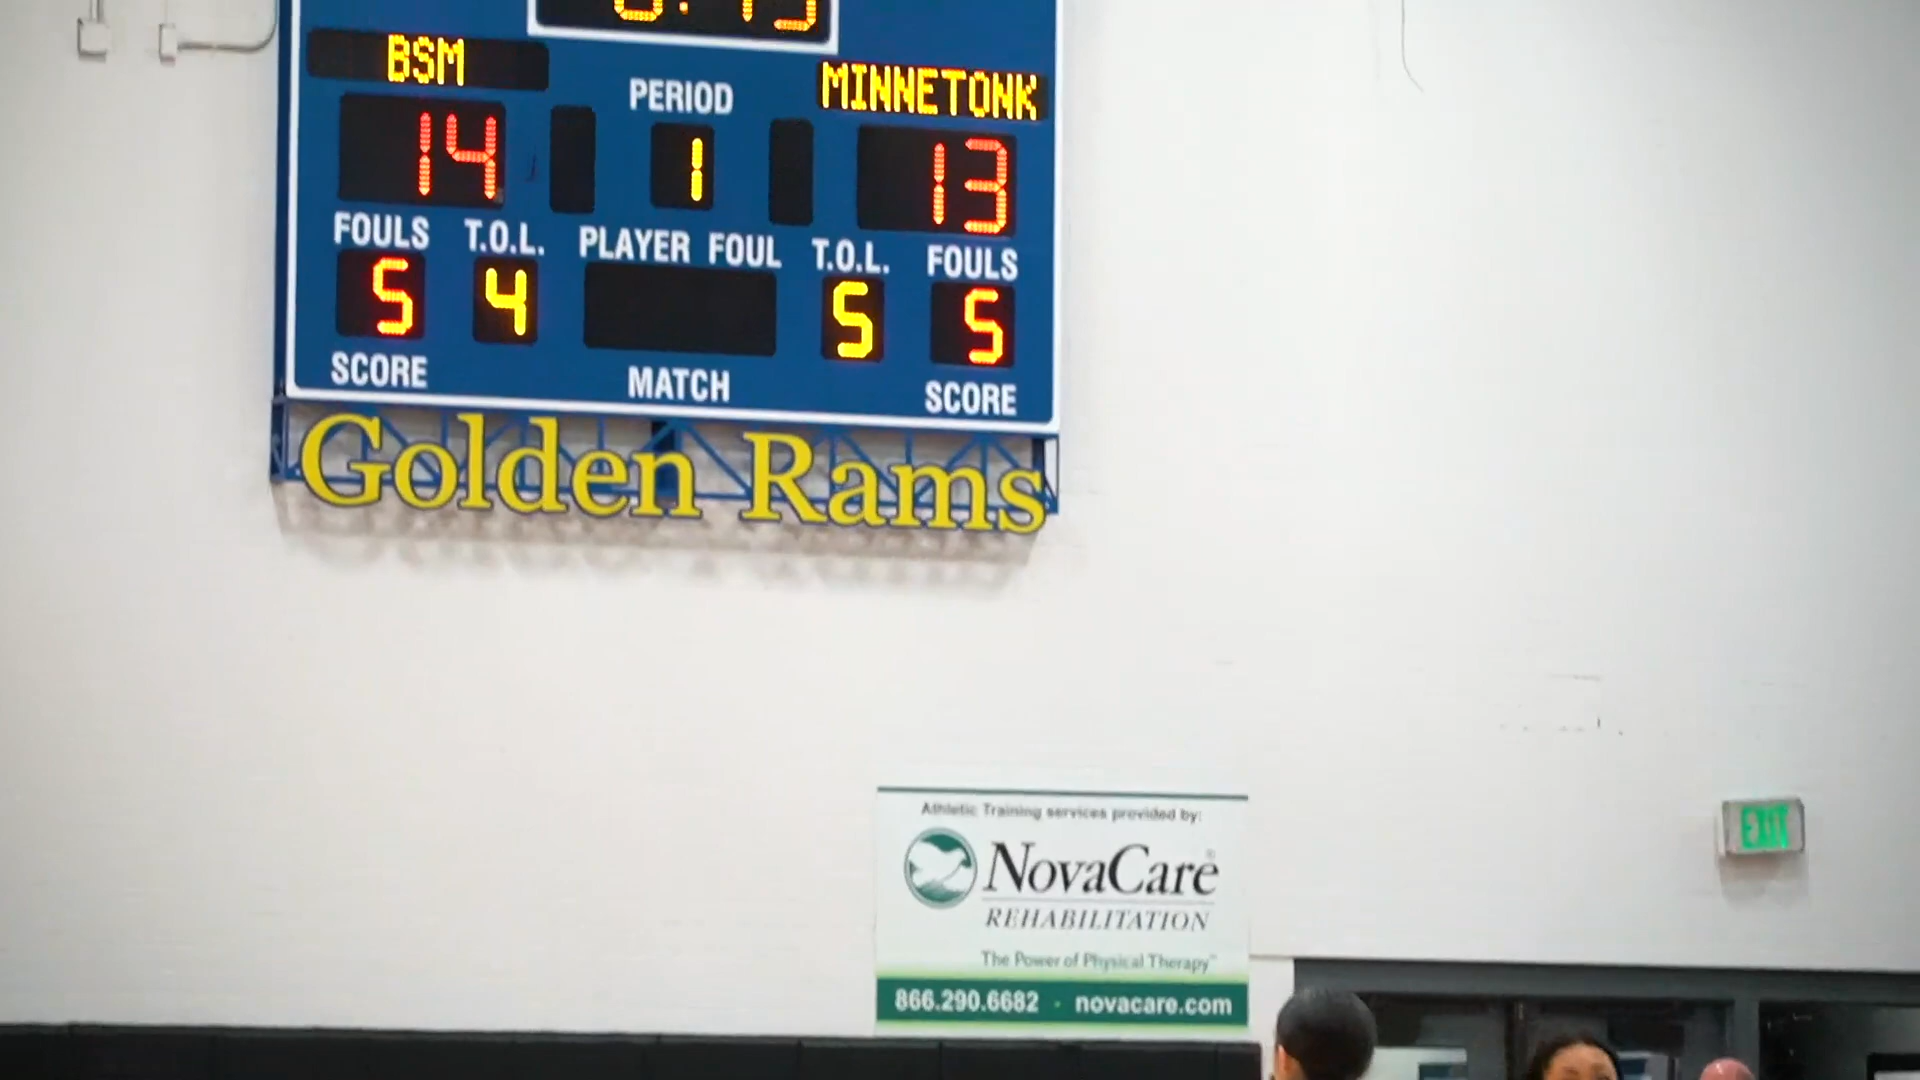 BSM
MINNETONK
PERIOD
14
1
13
FOULS T.O.L. PLAYER FOUL T.O.L. FOULS
5 4 5 5
SCORE MATCH SCORE
Golden Rams
Athletic Training services provided by:
NovaCare®
REHABILITATION
The Power of Physical Therapy™
866.290.6682 · novacare.com
EXIT